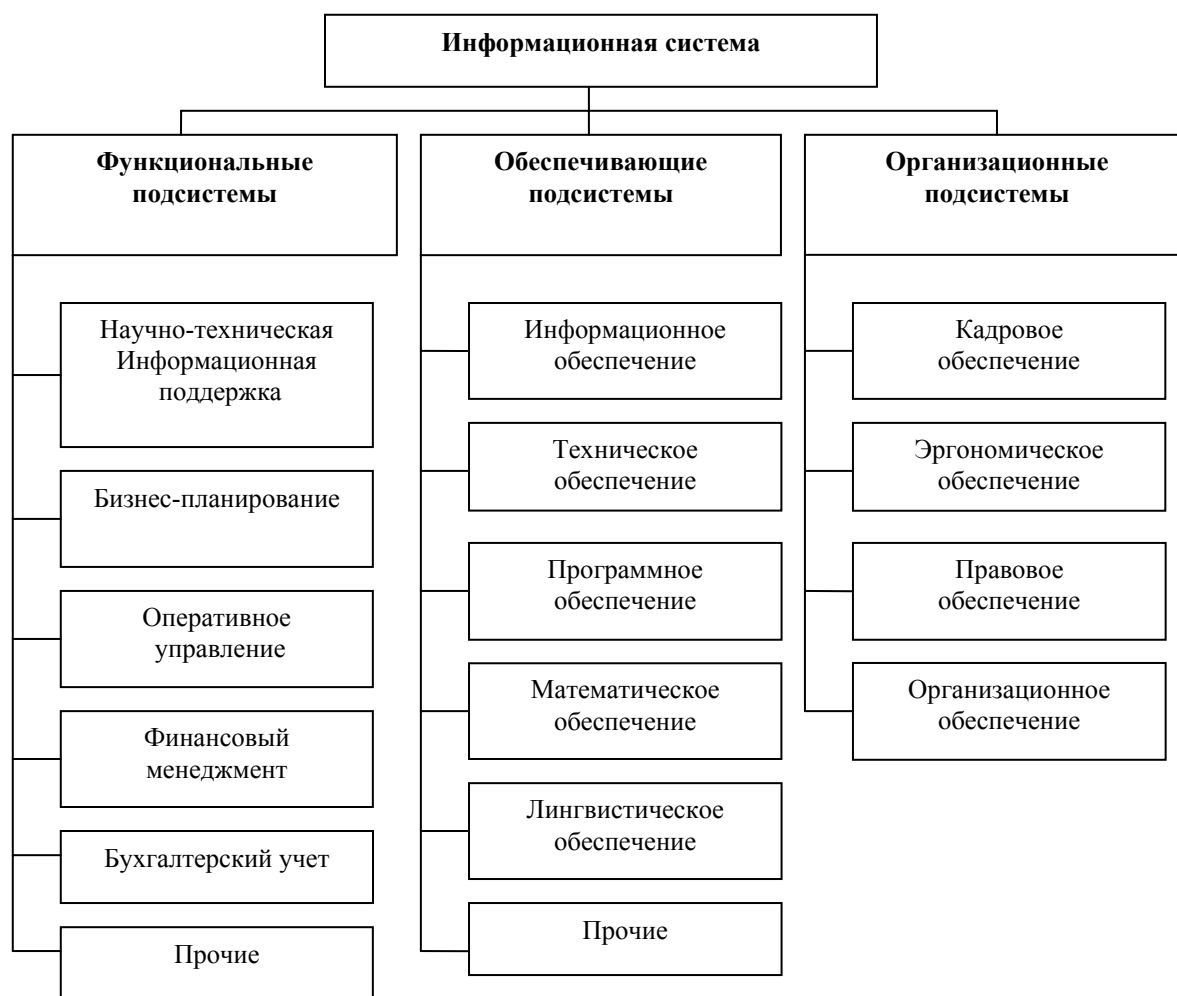 Информационная система
Функциональные
подсистемы
Обеспечивающие
подсистемы
Организационные
подсистемы
Научно-техническая
Информационная
поддержка
Бизнес-планирование
Оперативное
управление
Финансовый
менеджмент
Бухгалтерский учет
Прочие
Информационное
обеспечение
Техническое
обеспечение
Программное
обеспечение
Математическое
обеспечение
Лингвистическое
обеспечение
Прочие
Кадровое
обеспечение
Эргономическое
обеспечение
Правовое
обеспечение
Организационное
обеспечение